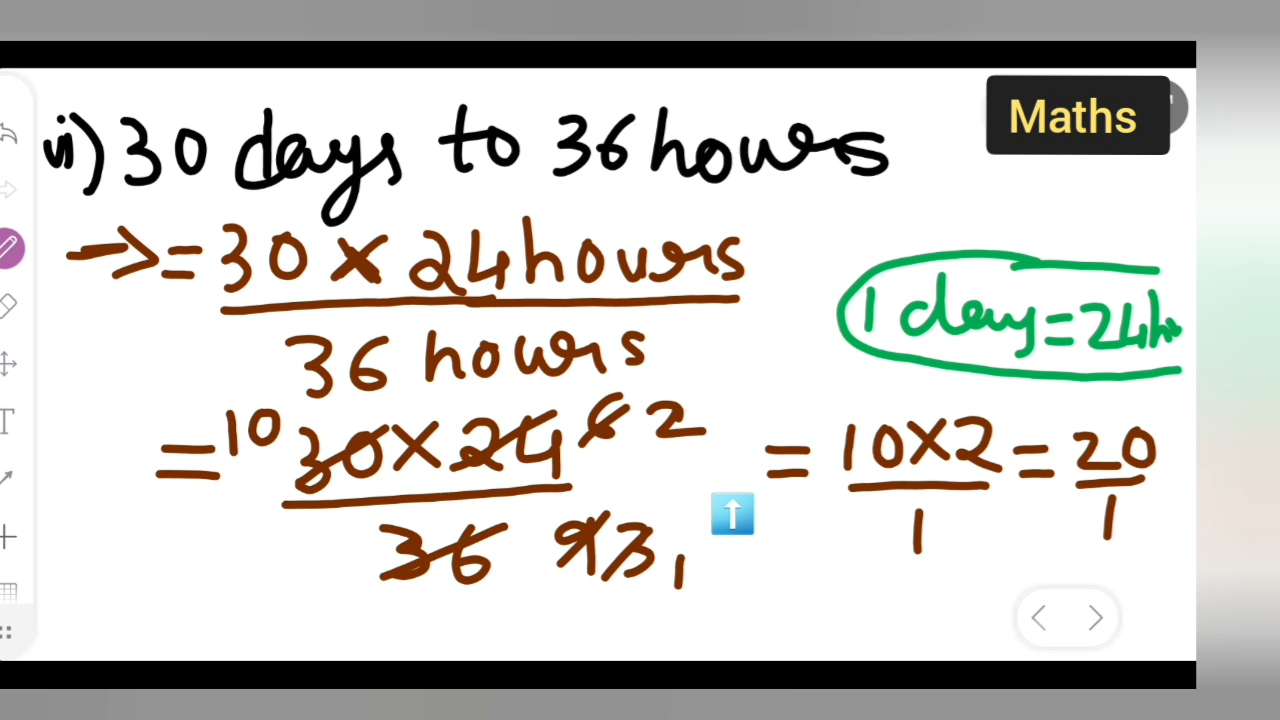 Maths
vi) 30 days to 36 hours
→ = 30 × 24 hours
36 hours
1 day = 24h
= 10 30 × 24 6 2
36 9 3 1
= 10 × 2 = 20
1 1